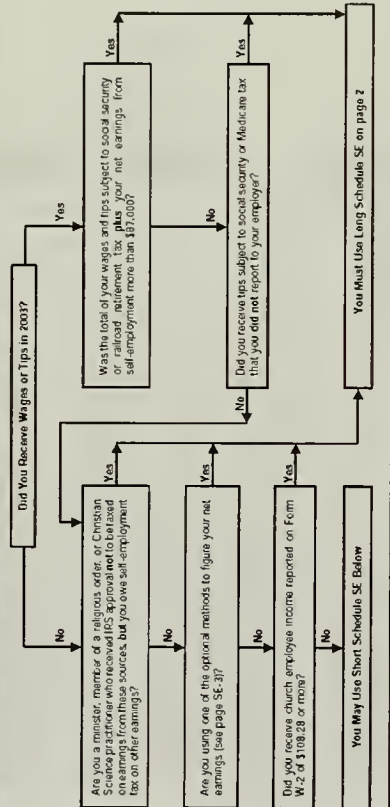 Did You Receive Wages or Tips in 2003?
No
Yes
Are you a minister, member of a religious order, or Christian
Science practitioner who received IRS approval not to be taxed
on earnings from these sources, but you owe self-employment
tax on other earnings?
Yes
No
Are you using one of the optional methods to figure your net
earnings (see page SE-3)?
Yes
No
Did you receive church employee income reported on Form
W-2 of $108.28 or more?
Yes
No
You May Use Short Schedule SE Below
Was the total of your wages and tips subject to social security
or railroad retirement tax plus your net earnings from
self-employment more than $87,000?
Yes
No
Did you receive tips subject to social security or Medicare tax
that you did not report to your employer?
Yes
No
You Must Use Long Schedule SE on page 2